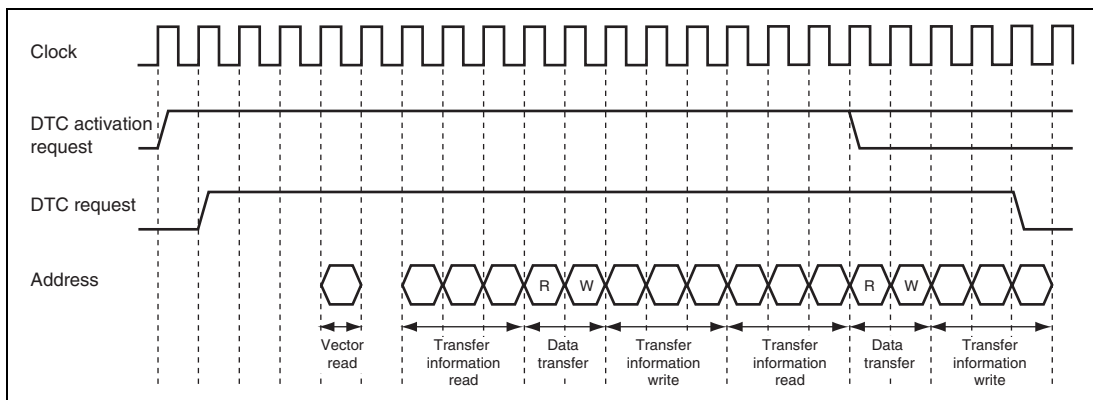 Clock
DTC activation
request
DTC request
Address
R W R W
Vector
read
Transfer
information
read
Data
transfer
Transfer
information
write
Transfer
information
read
Data
transfer
Transfer
information
write